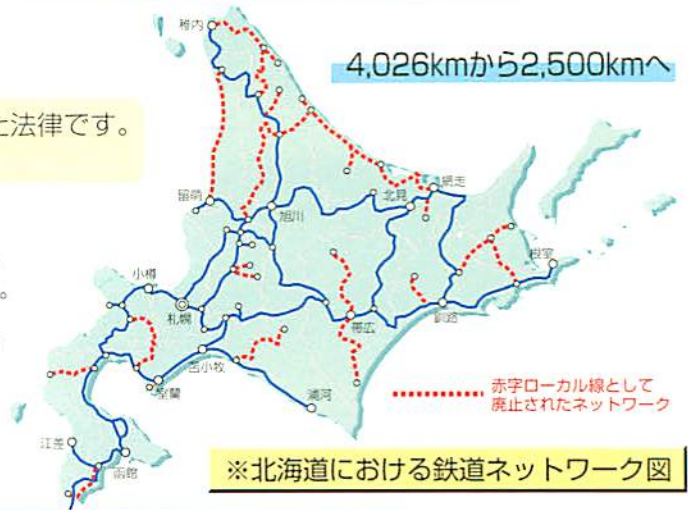 稚内
4,026kmから2,500kmへ
た法律です。
留萌
旭川
北見
網走
根室
小樽
。
札幌
帯広
釧路
苫小牧
室蘭
浦河
赤字ローカル線として
廃止されたネットワーク
江差
函館
※北海道における鉄道ネットワーク図